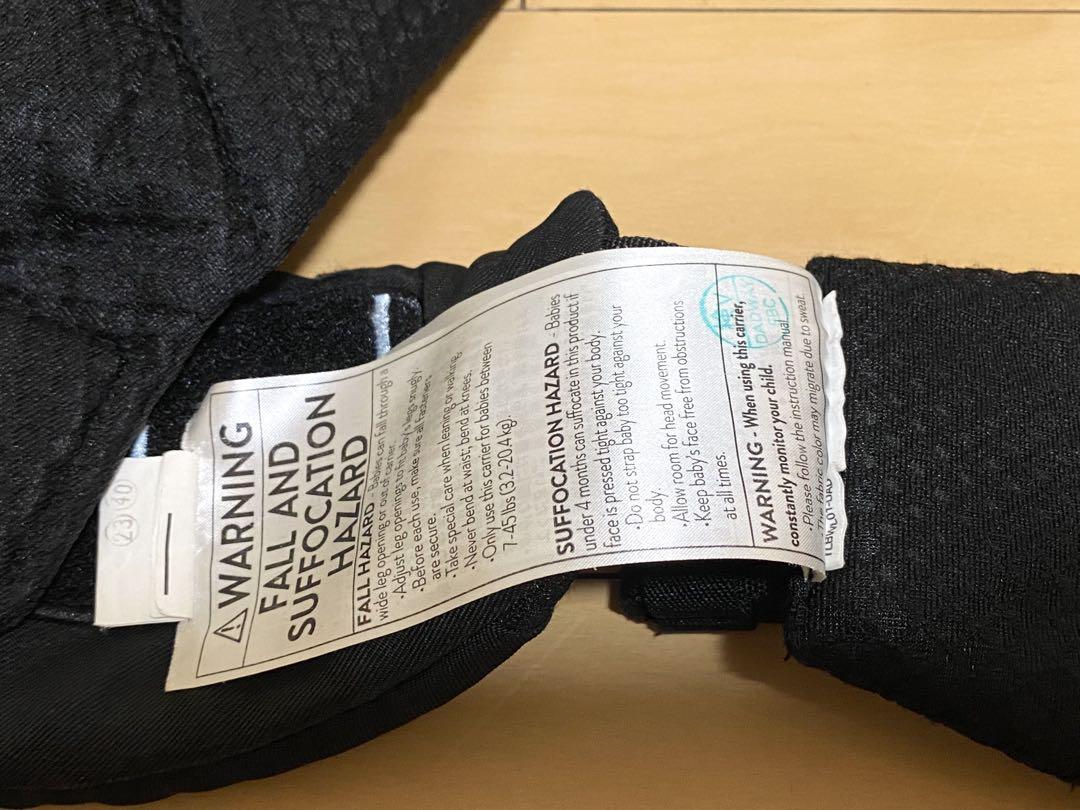 ⚠WARNING
FALL AND
SUFFOCATION
HAZARD
FALL HAZARD - Babies can fall through a
wide leg opening or out of carrier.
·Adjust leg openings to fit baby's legs snugly.
·Before each use, make sure all fasteners
are secure.
·Take special care when leaning or walking.
·Never bend at waist; bend at knees.
·Only use this carrier for babies between
7-45 lbs (3.2-20.4 kg).
SUFFOCATION HAZARD - Babies
under 4 months can suffocate in this product if
face is pressed tight against your body.
·Do not strap baby too tight against your
body.
·Allow room for head movement.
·Keep baby's face free from obstructions
at all times.
WARNING - When using this carrier,
constantly monitor your child.
·Please follow the instruction manual.
·The fabric color may migrate due to sweat.
DADWAY
(23) 40